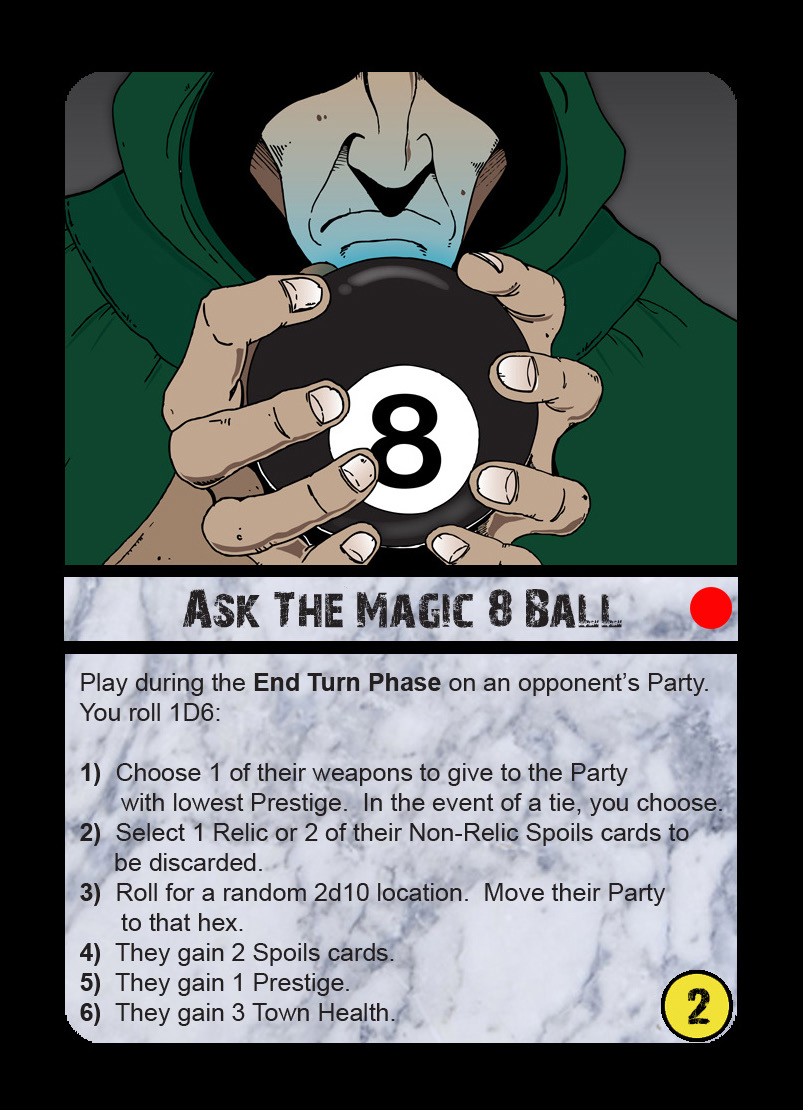 8
Ask The Magic 8 Ball
Play during the End Turn Phase on an opponent's Party.
You roll 1D6:
1) Choose 1 of their weapons to give to the Party
with lowest Prestige. In the event of a tie, you choose.
2) Select 1 Relic or 2 of their Non-Relic Spoils cards to
be discarded.
3) Roll for a random 2d10 location. Move their Party
to that hex.
4) They gain 2 Spoils cards.
5) They gain 1 Prestige.
6) They gain 3 Town Health.
2